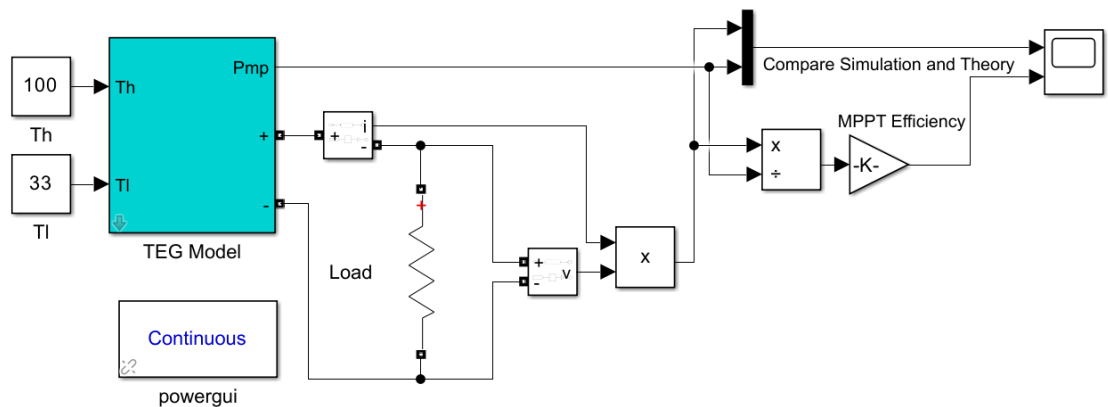 100
Th
33
Tl
Th
Tl
Pmp
+
-
TEG Model
Continuous
powergui
+
i
-
+
Load
+
-
v
x
Compare Simulation and Theory
MPPT Efficiency
x
÷
-K-